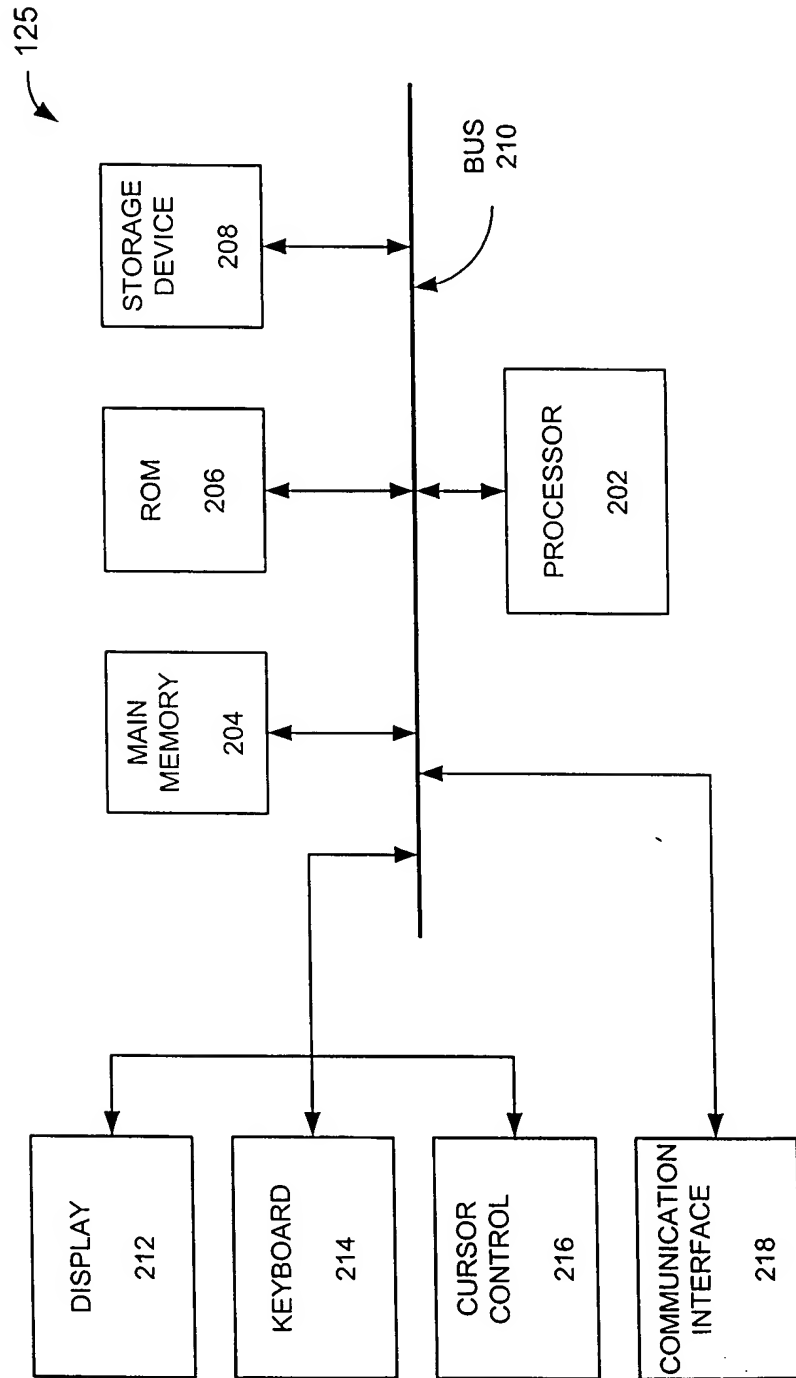 125
DISPLAY
212
KEYBOARD
214
CURSOR
CONTROL
216
COMMUNICATION
INTERFACE
218
MAIN
MEMORY
204
ROM
206
STORAGE
DEVICE
208
PROCESSOR
202
BUS
210